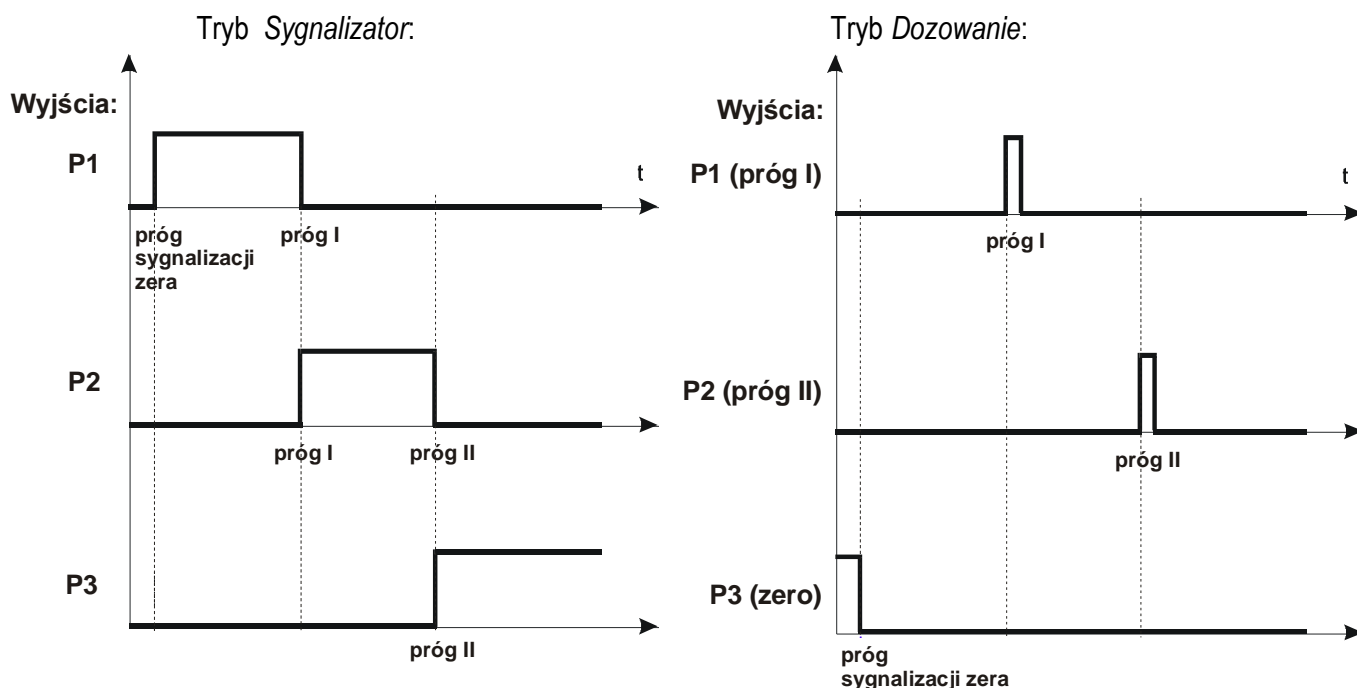 Tryb Sygnalizator:
Wyjścia:
P1
t
próg
sygnalizacji
zera
próg I
P2
próg I
próg II
P3
próg II
Tryb Dozowanie:
Wyjścia:
P1 (próg I)
t
próg I
P2 (próg II)
próg II
P3 (zero)
próg
sygnalizacji zera